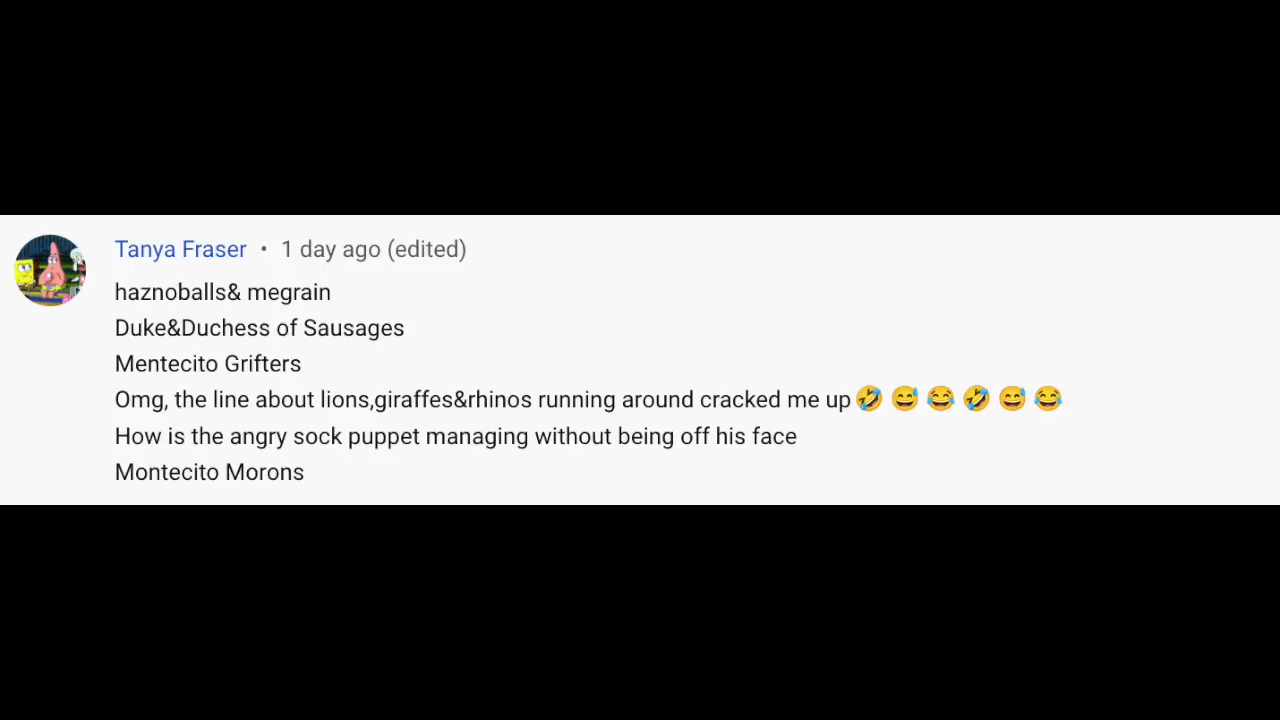 Tanya Fraser • 1 day ago (edited)
haznoballs& megrain
Duke&Duchess of Sausages
Mentecito Grifters
Omg, the line about lions,giraffes&rhinos running around cracked me up🤣 😅 😂 🤣 😅 😂
How is the angry sock puppet managing without being off his face
Montecito Morons